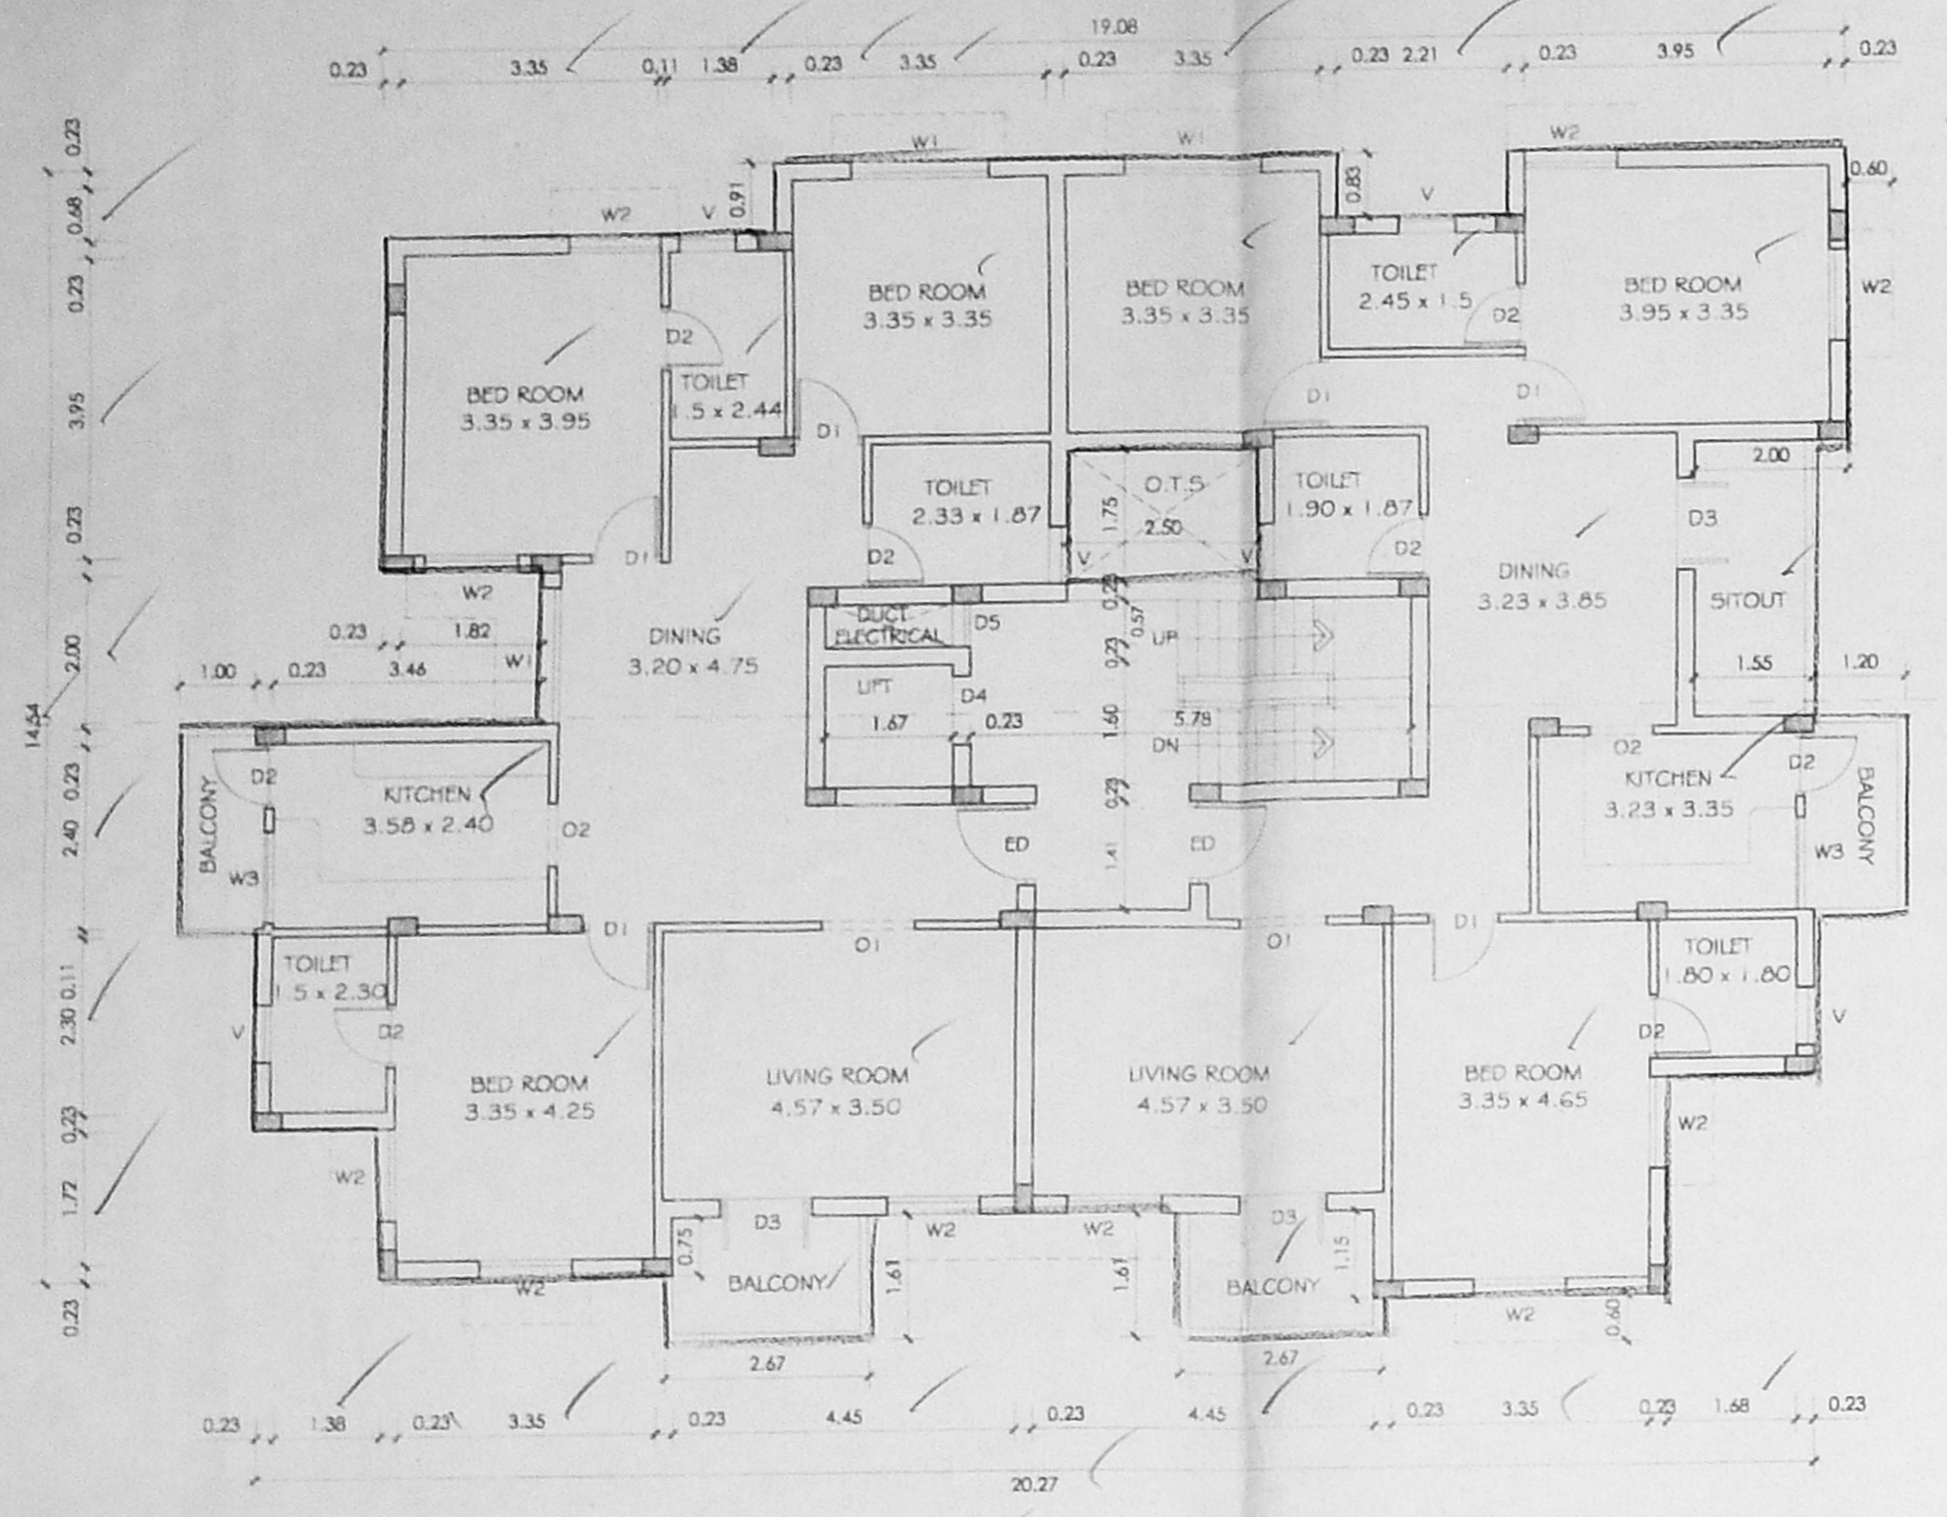 19.08
0.23 3.35 0.11 1.38 0.23 3.35 0.23 3.35 0.23 2.21 0.23 3.95 0.23
0.23
0.68
0.23
3.95
0.23
2.00
14.54
0.23
2.40
0.11
2.30
0.23
1.72
0.23
W1 W1 W2
W2 V 0.91 0.83 V 0.60
BED ROOM
3.35 x 3.35
BED ROOM
3.35 x 3.35
TOILET
2.45 x 1.5
D2
BED ROOM
3.95 x 3.35
W2
D2
BED ROOM
3.35 x 3.95
TOILET
1.5 x 2.44
D1 D1 D1
TOILET
2.33 x 1.87
O.T.S
1.75
2.50
TOILET
1.90 x 1.87
2.00
D3
D1 D2 V V D2
DINING
3.23 x 3.85
SITOUT
W2
0.23 1.82
W1
1.00 0.23 3.46
DINING
3.20 x 4.75
DUCT
ELECTRICAL
D5
0.23
0.57
0.23
UP
1.55 1.20
LIFT
D4
1.67 0.23 1.60 5.78
DN
0.23
O2
BALCONY
D2
KITCHEN
3.58 x 2.40
O2
W3
ED 1.41 ED
KITCHEN
3.23 x 3.35
D2
W3
BALCONY
D1 O1 O1 D1
TOILET
1.5 x 2.30
V
D2
TOILET
1.80 x 1.80
V
D2
BED ROOM
3.35 x 4.25
LIVING ROOM
4.57 x 3.50
LIVING ROOM
4.57 x 3.50
BED ROOM
3.35 x 4.65
W2
W2
0.75 D3 W2 W2 D3 1.15
BALCONY
1.61
1.61
BALCONY
W2 W2 0.60
2.67 2.67
0.23 1.38 0.23 3.35 0.23 4.45 0.23 4.45 0.23 3.35 0.23 1.68 0.23
20.27